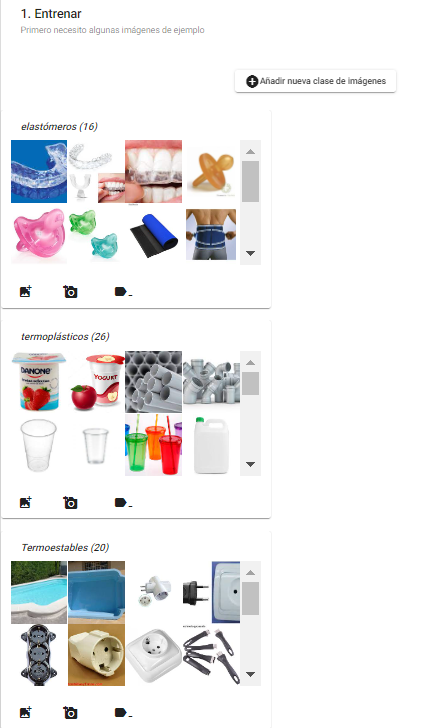 1. Entrenar
Primero necesito algunas imágenes de ejemplo
Añadir nueva clase de imágenes
elastómeros (16)
termoplásticos (26)
DANONE
YOGURT
Termoestables (20)